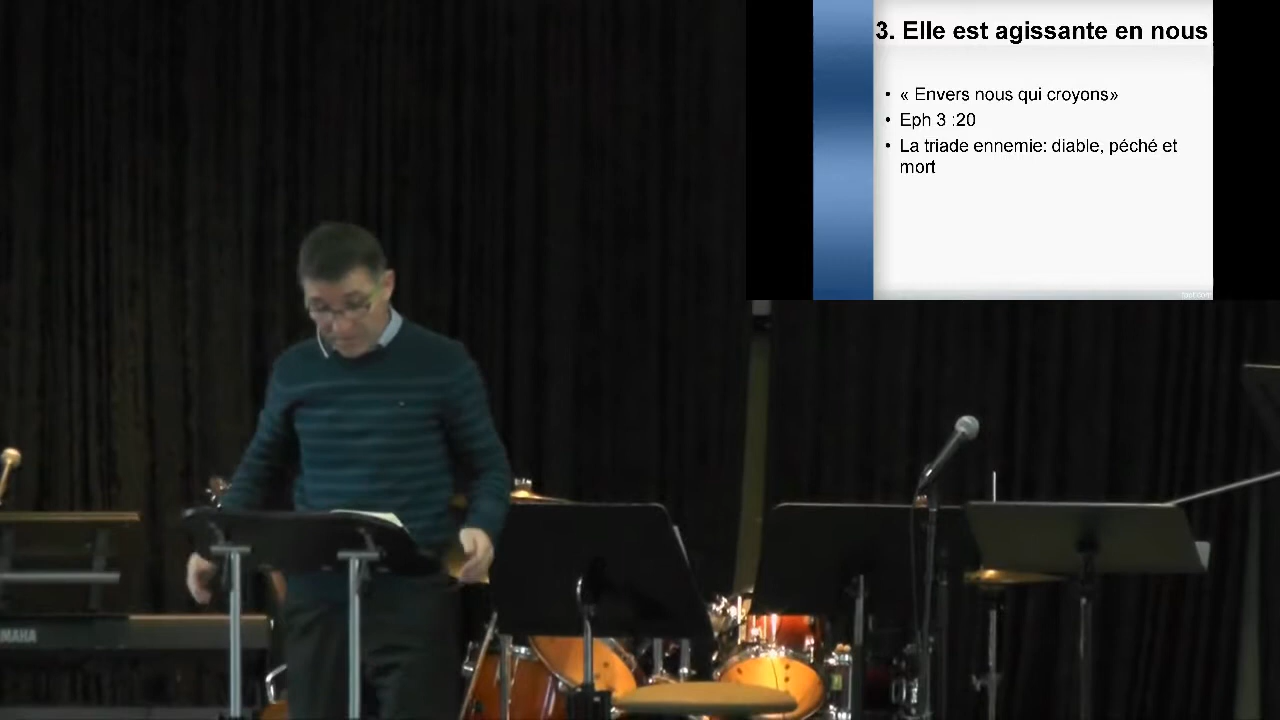 3. Elle est agissante en nous
• « Envers nous qui croyons»
• Eph 3 :20
• La triade ennemie: diable, péché et
mort
AMAHA